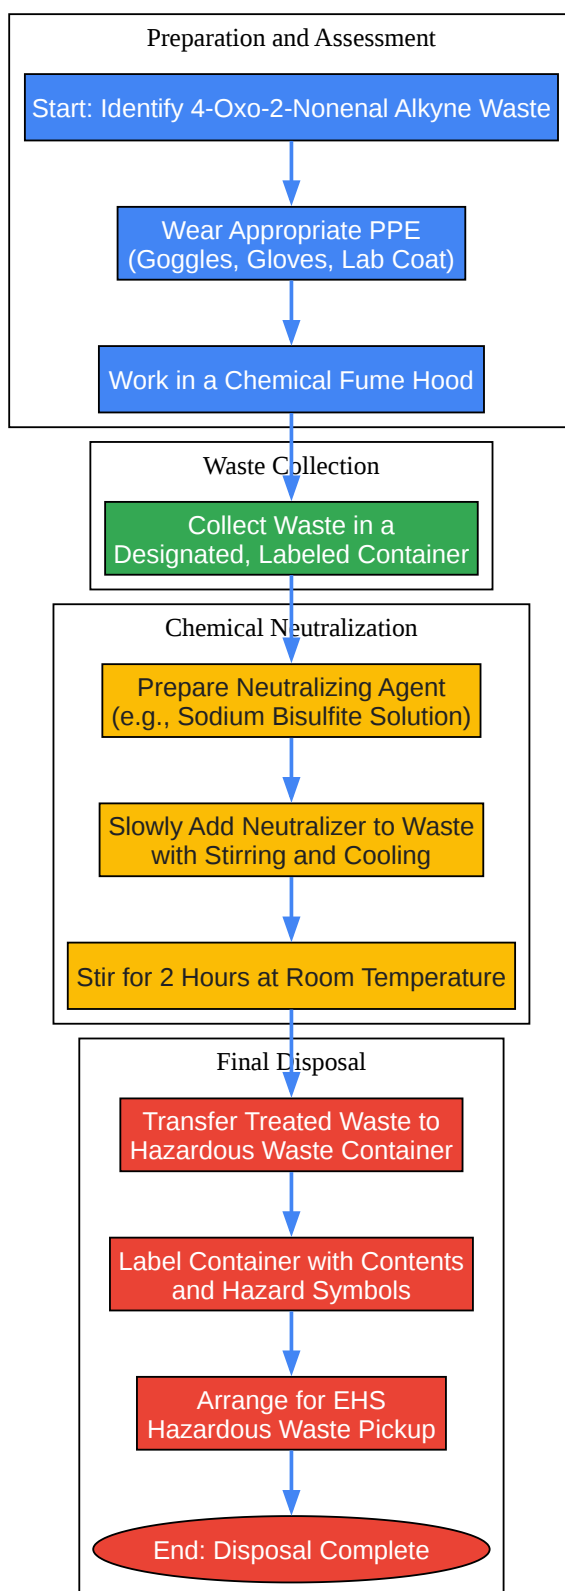 Preparation and Assessment
Start: Identify 4-Oxo-2-Nonenal Alkyne Waste
Wear Appropriate PPE
(Goggles, Gloves, Lab Coat)
Work in a Chemical Fume Hood
Waste Collection
Collect Waste in a
Designated, Labeled Container
Chemical Neutralization
Prepare Neutralizing Agent
(e.g., Sodium Bisulfite Solution)
Slowly Add Neutralizer to Waste
with Stirring and Cooling
Stir for 2 Hours at Room Temperature
Final Disposal
Transfer Treated Waste to
Hazardous Waste Container
Label Container with Contents
and Hazard Symbols
Arrange for EHS
Hazardous Waste Pickup
End: Disposal Complete